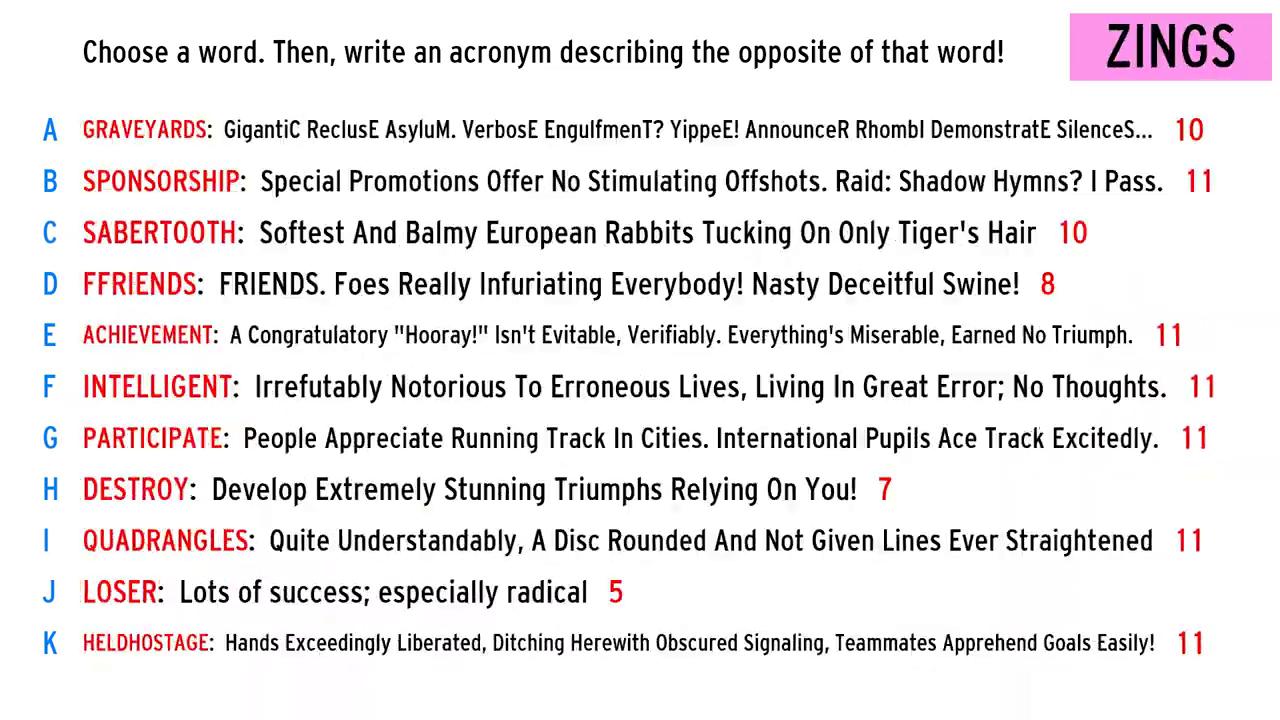 Choose a word. Then, write an acronym describing the opposite of that word!
ZINGS
A GRAVEYARDS: GigantiC ReclusE AsyluM. VerbosE EngulfmenT? YippeE! AnnounceR RhombI DemonstratE SilenceS... 10
B SPONSORSHIP: Special Promotions Offer No Stimulating Offshots. Raid: Shadow Hymns? I Pass. 11
C SABERTOOTH: Softest And Balmy European Rabbits Tucking On Only Tiger's Hair 10
D FFRIENDS: FRIENDS. Foes Really Infuriating Everybody! Nasty Deceitful Swine! 8
E ACHIEVEMENT: A Congratulatory "Hooray!" Isn't Evitable, Verifiably. Everything's Miserable, Earned No Triumph. 11
F INTELLIGENT: Irrefutably Notorious To Erroneous Lives, Living In Great Error; No Thoughts. 11
G PARTICIPATE: People Appreciate Running Track In Cities. International Pupils Ace Track Excitedly. 11
H DESTROY: Develop Extremely Stunning Triumphs Relying On You! 7
I QUADRANGLES: Quite Understandably, A Disc Rounded And Not Given Lines Ever Straightened 11
J LOSER: Lots of success; especially radical 5
K HELDHOSTAGE: Hands Exceedingly Liberated, Ditching Herewith Obscured Signaling, Teammates Apprehend Goals Easily! 11